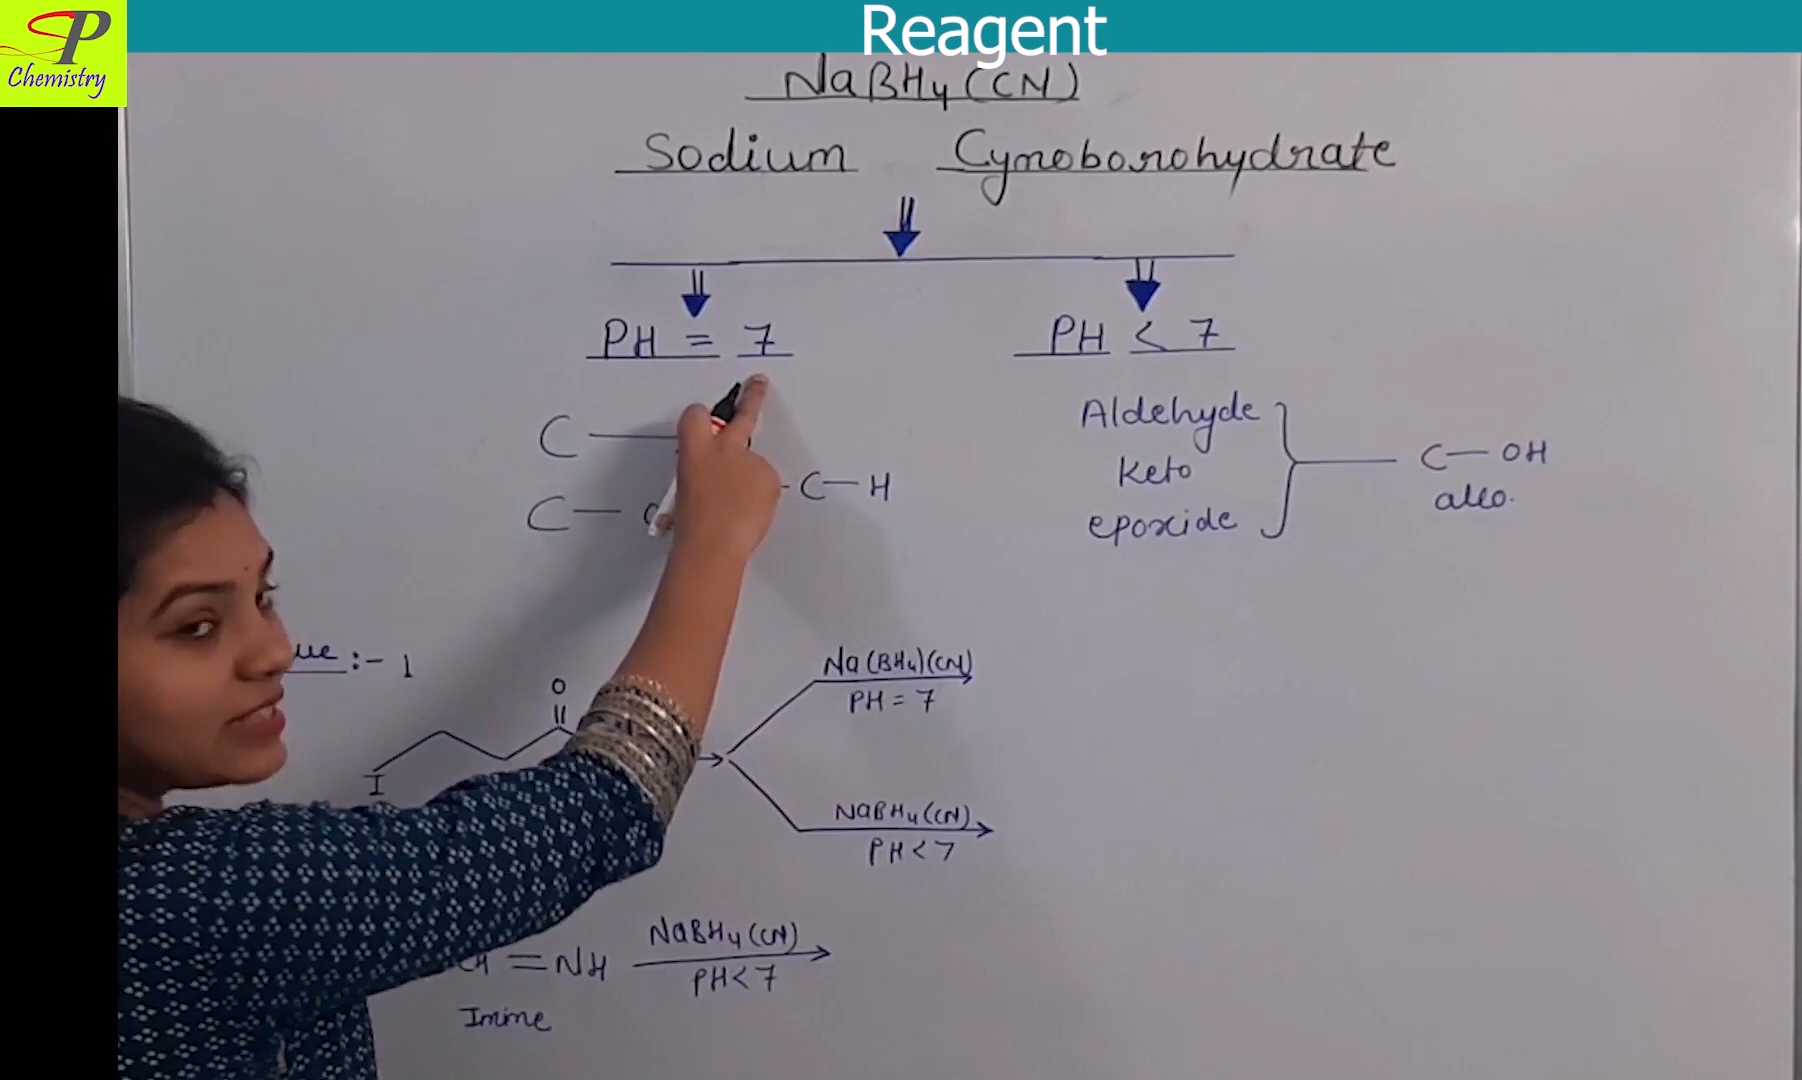 Reagent
SP
Chemistry
NaBH4(CN)
Sodium Cynoborohydrate
PH = 7
PH < 7
C —
C —
C — H
Aldehyde
Keto
epoxide
C — OH
alco.
:- 1
O
I
Na(BH4)(CN)
PH = 7
NaBH4(CN)
PH < 7
= NH
NaBH4(CN)
PH < 7
Imine